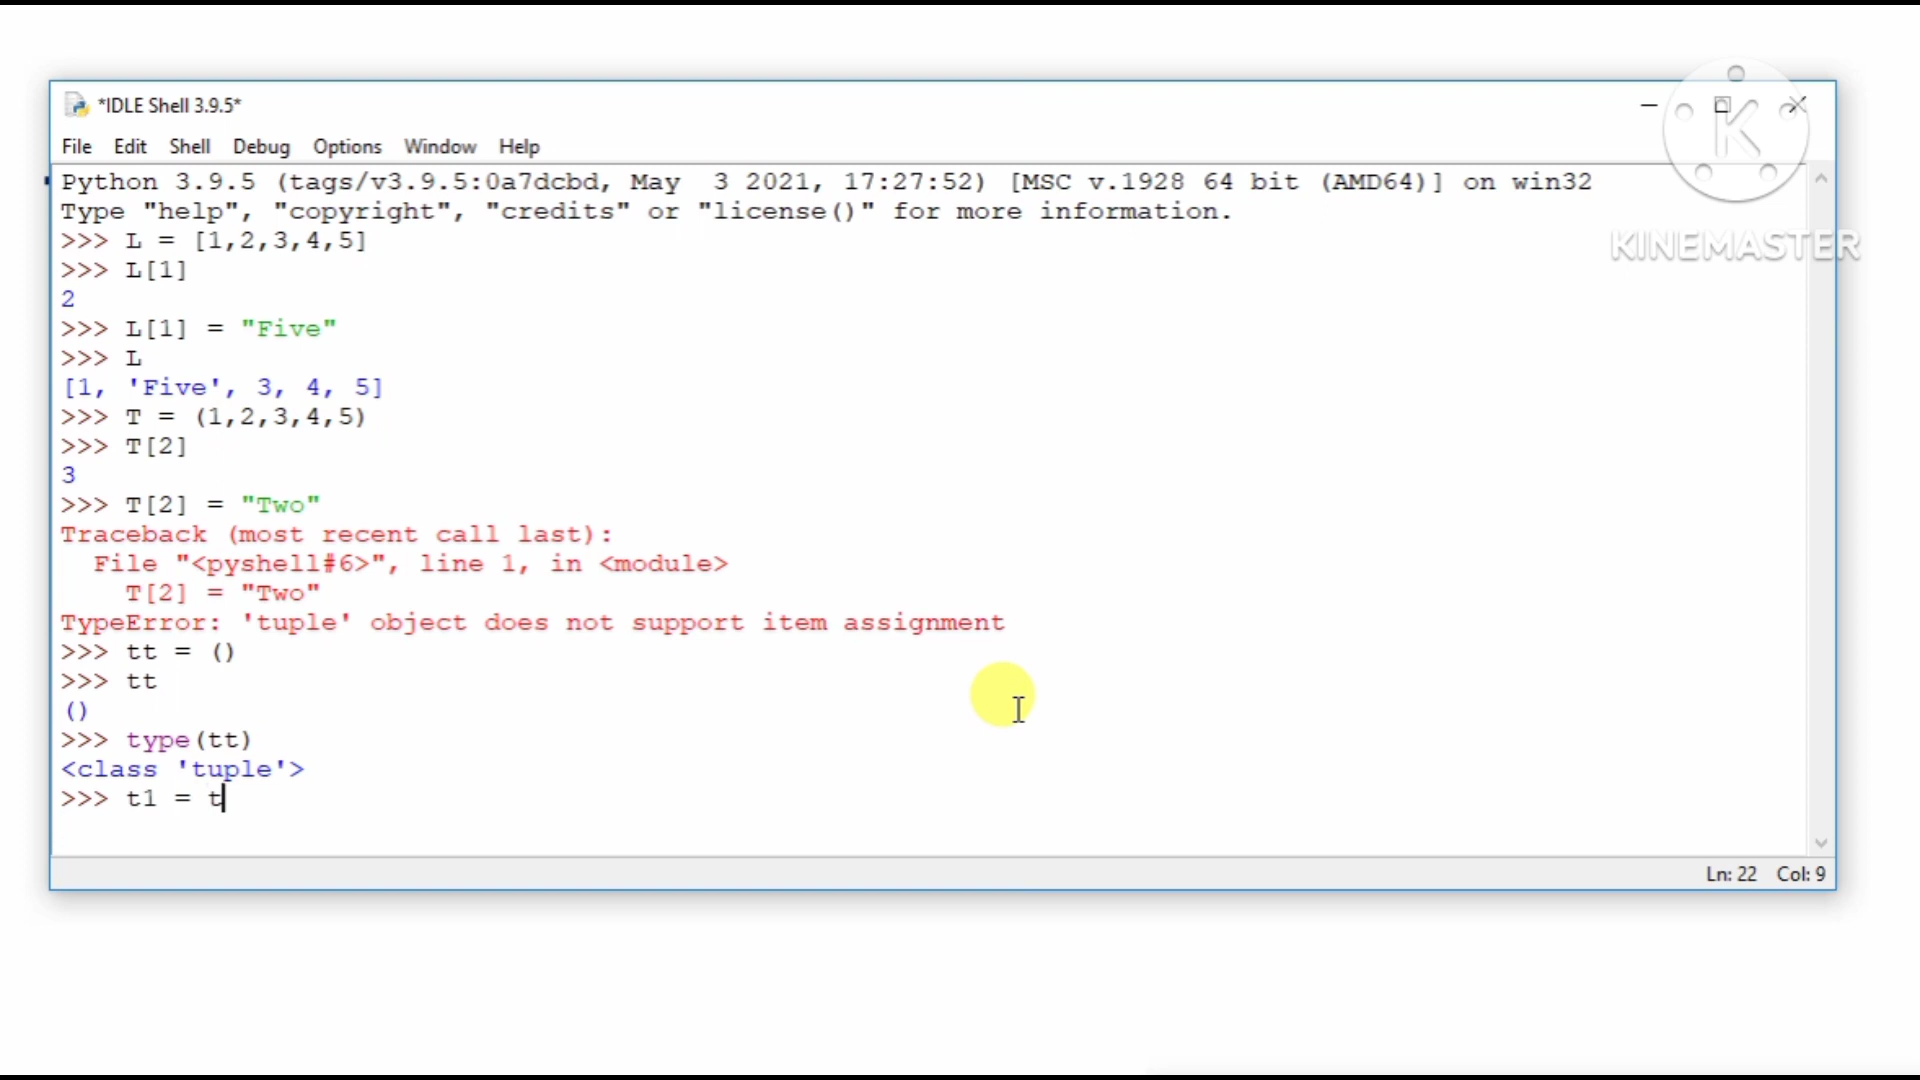 *IDLE Shell 3.9.5*
File Edit Shell Debug Options Window Help
Python 3.9.5 (tags/v3.9.5:0a7dcbd, May  3 2021, 17:27:52) [MSC v.1928 64 bit (AMD64)] on win32
Type "help", "copyright", "credits" or "license()" for more information.
>>> L = [1,2,3,4,5]
>>> L[1]
2
>>> L[1] = "Five"
>>> L
[1, 'Five', 3, 4, 5]
>>> T = (1,2,3,4,5)
>>> T[2]
3
>>> T[2] = "Two"
Traceback (most recent call last):
  File "<pyshell#6>", line 1, in <module>
    T[2] = "Two"
TypeError: 'tuple' object does not support item assignment
>>> tt = ()
>>> tt
()
>>> type(tt)
<class 'tuple'>
>>> t1 = t
Ln: 22 Col: 9
K
KINEMASTER